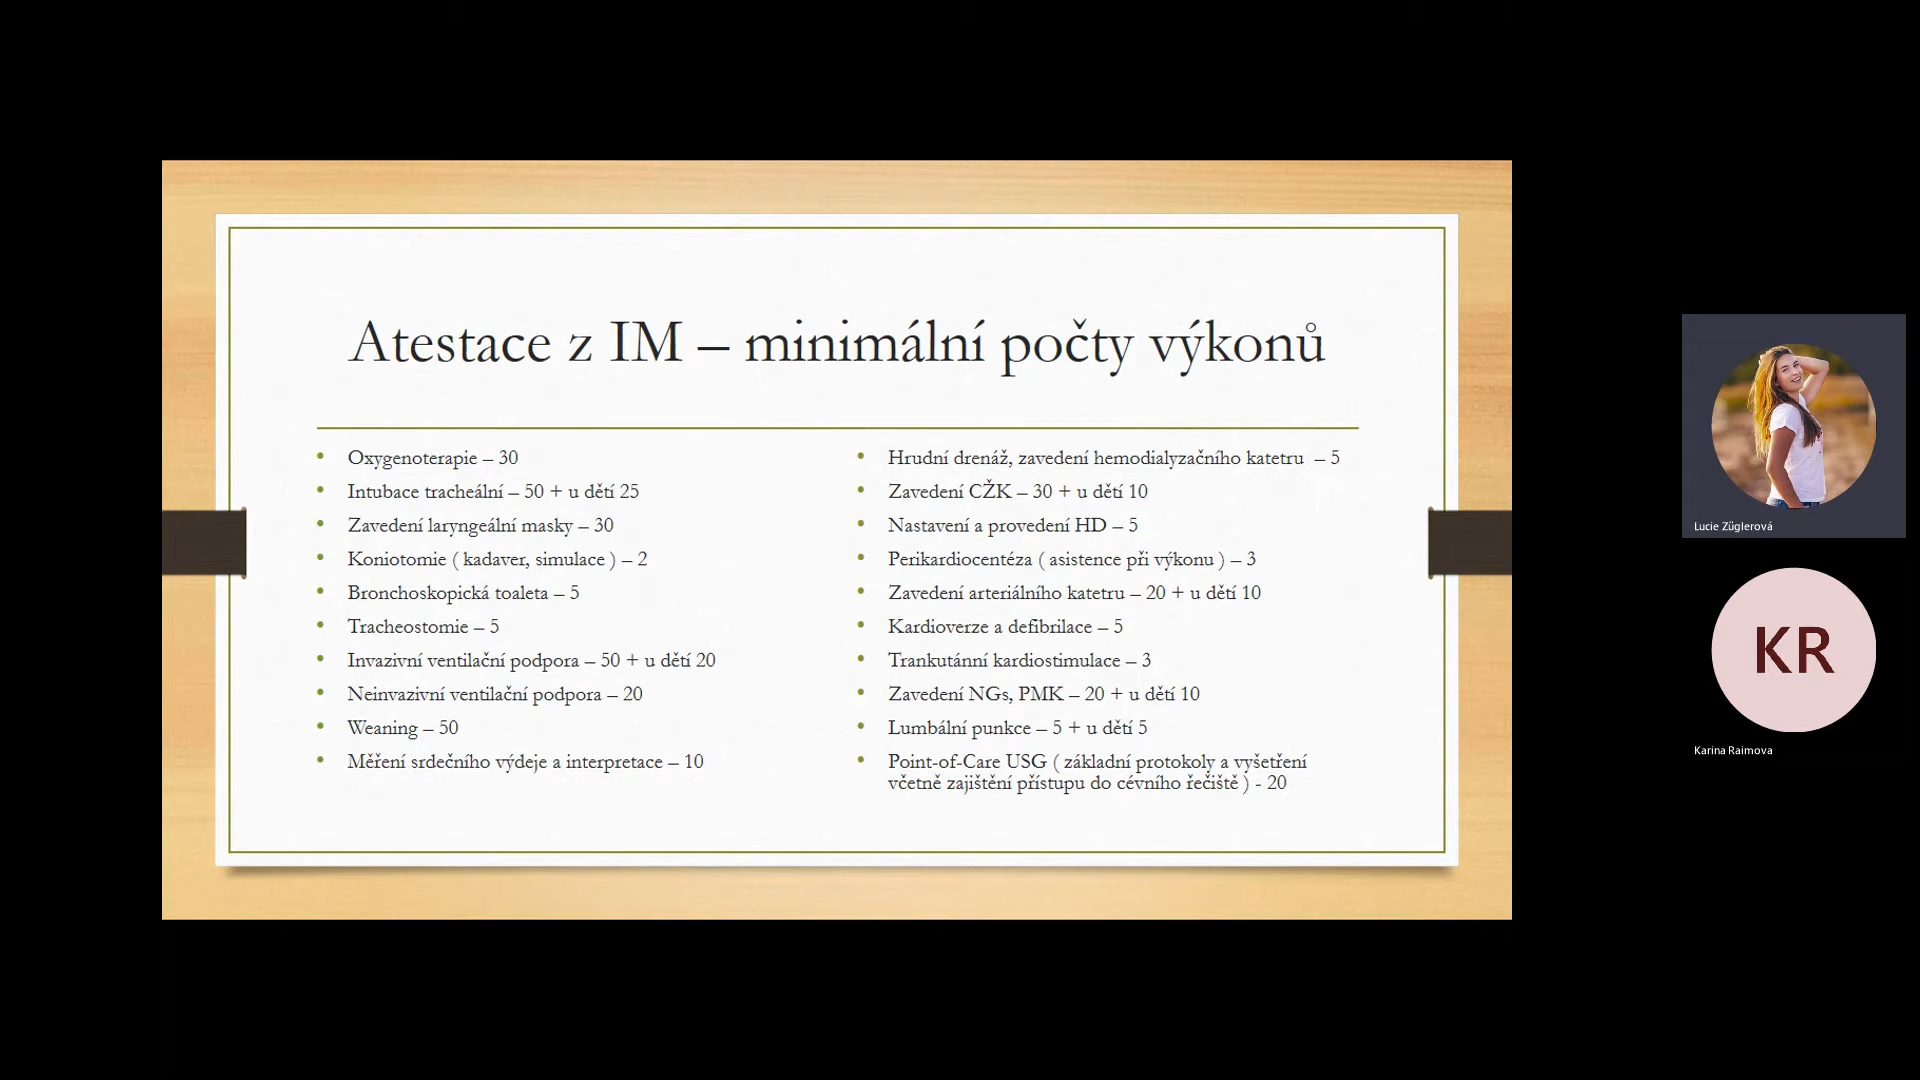 Atestace z IM – minimální počty výkonů
Oxygenoterapie – 30
Intubace tracheální – 50 + u dětí 25
Zavedení laryngeální masky – 30
Koniotomie ( kadaver, simulace ) – 2
Bronchoskopická toaleta – 5
Tracheostomie – 5
Invazivní ventilační podpora – 50 + u dětí 20
Neinvazivní ventilační podpora – 20
Weaning – 50
Měření srdečního výdeje a interpretace – 10
Hrudní drenáž, zavedení hemodialyzačního katetru – 5
Zavedení CŽK – 30 + u dětí 10
Nastavení a provedení HD – 5
Perikardiocentéza ( asistence při výkonu ) – 3
Zavedení arteriálního katetru – 20 + u dětí 10
Kardioverze a defibrilace – 5
Trankutánní kardiostimulace – 3
Zavedení NGs, PMK – 20 + u dětí 10
Lumbální punkce – 5 + u dětí 5
Point-of-Care USG ( základní protokoly a vyšetření
včetně zajištění přístupu do cévního řečiště ) - 20
Lucie Züglerová
KR
Karina Raimova